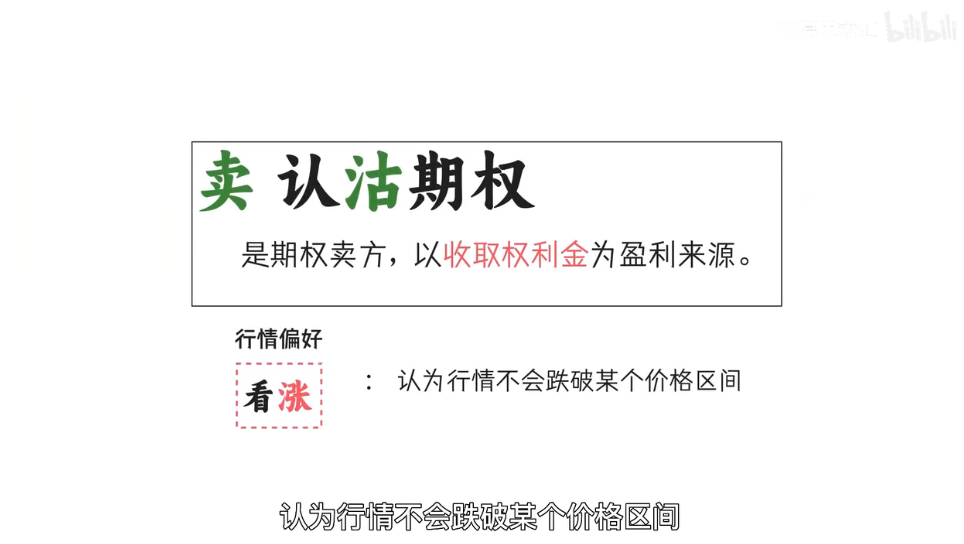 bilibili
卖 认沽期权
是期权卖方，以收取权利金为盈利来源。
行情偏好
看涨 ： 认为行情不会跌破某个价格区间
认为行情不会跌破某个价格区间